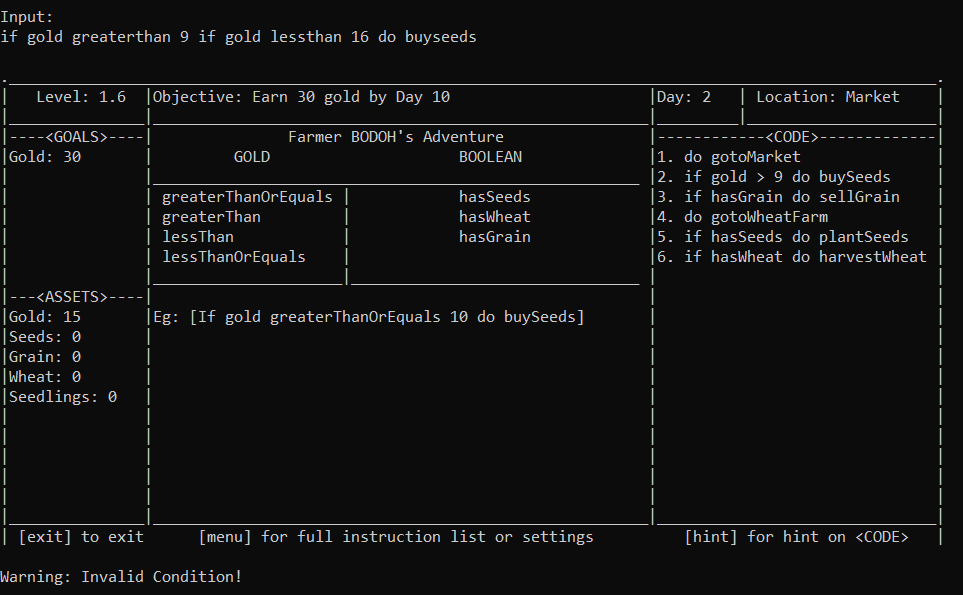 Input:
if gold greaterthan 9 if gold lessthan 16 do buyseeds
Level: 1.6 |Objective: Earn 30 gold by Day 10 |Day: 2 | Location: Market
----<GOALS>----| Farmer BODOH's Adventure |------------<CODE>-------------
Gold: 30 | GOLD BOOLEAN |1. do gotoMarket
|2. if gold > 9 do buySeeds
greaterThanOrEquals | hasSeeds |3. if hasGrain do sellGrain
greaterThan | hasWheat |4. do gotoWheatFarm
lessThan | hasGrain |5. if hasSeeds do plantSeeds
lessThanOrEquals | |6. if hasWheat do harvestWheat
---<ASSETS>----
Gold: 15 |Eg: [If gold greaterThanOrEquals 10 do buySeeds]
Seeds: 0
Grain: 0
Wheat: 0
Seedlings: 0
[exit] to exit [menu] for full instruction list or settings [hint] for hint on <CODE>
Warning: Invalid Condition!